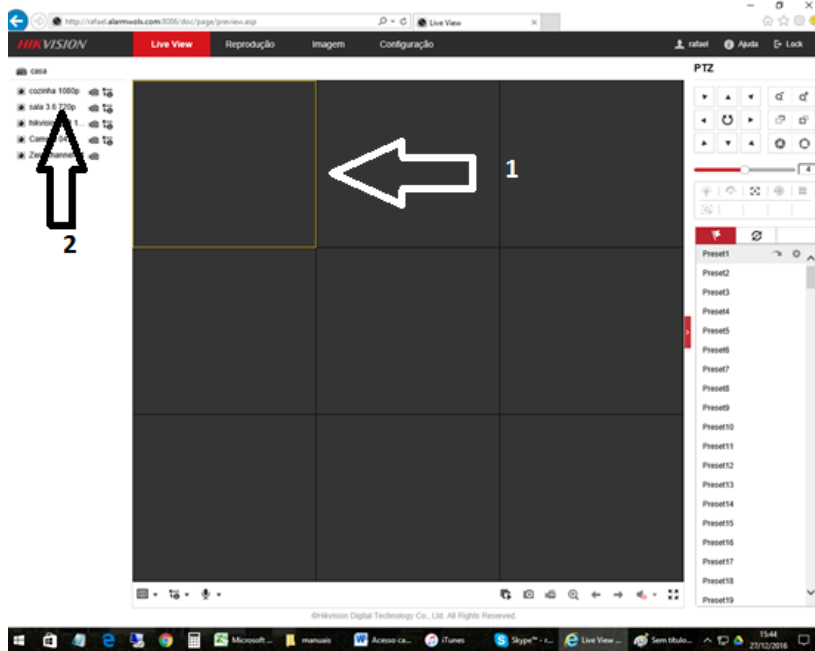 http://rafael.alarmwolx.com:8086/doc/page/preview.asp
Live View
HIKVISION
Live View
Reprodução
Imagem
Configuração
rafael
Ajuda
Lock
casa
PTZ
cozinha 1080p
sala 3.6 720p
1
2
4
Preset1
Preset2
Preset3
Preset4
Preset5
Preset6
Preset7
Preset8
Preset9
Preset10
Preset11
Preset12
Preset13
Preset14
Preset15
Preset16
Preset17
Preset18
Preset19
©Hikvision Digital Technology Co., Ltd. All Rights Reserved.
Microsoft ...
manuais
Acesso ca...
iTunes
Skype™ - r...
Live View ...
Sem título...
15:44
27/12/2016